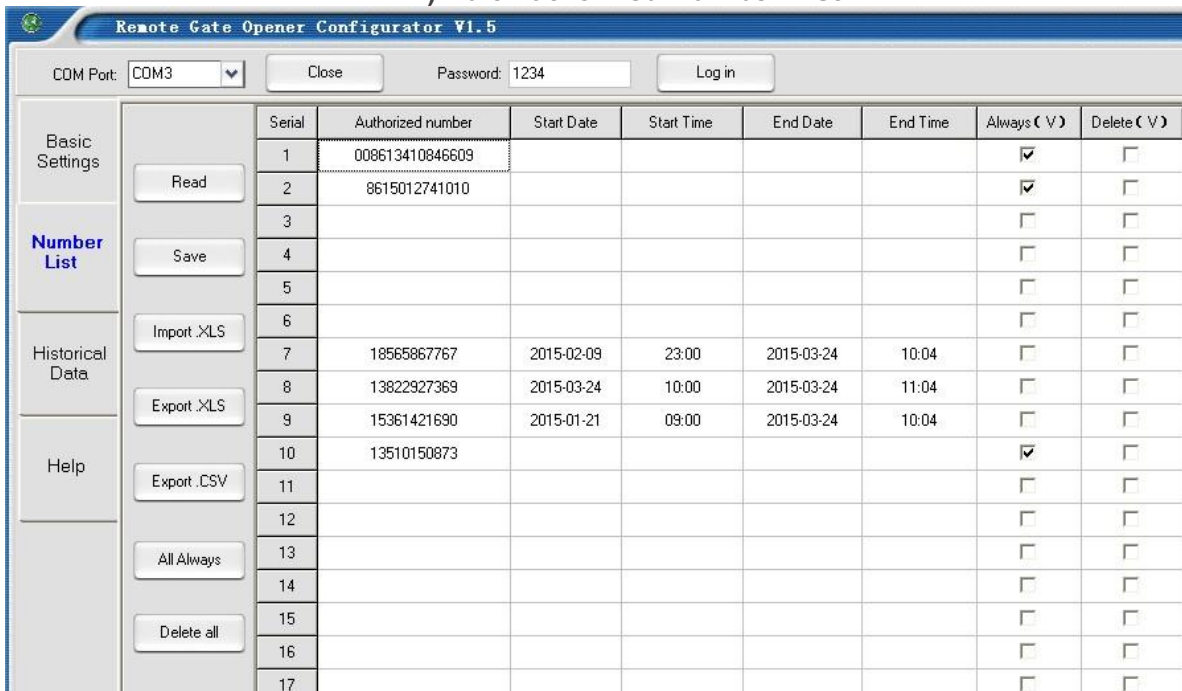 Remote Gate Opener Configurator V1.5
COM Port: COM3 Close Password: 1234 Log in
Basic Settings
Number List
Historical Data
Help
Read
Save
Import .XLS
Export .XLS
Export .CSV
All Always
Delete all
Serial Authorized number Start Date Start Time End Date End Time Always ( V ) Delete ( V )
1 008613410846609
2 8615012741010
3
4
5
6
7 18565867767 2015-02-09 23:00 2015-03-24 10:04
8 13822927369 2015-03-24 10:00 2015-03-24 11:04
9 15361421690 2015-01-21 09:00 2015-03-24 10:04
10 13510150873
11
12
13
14
15
16
17